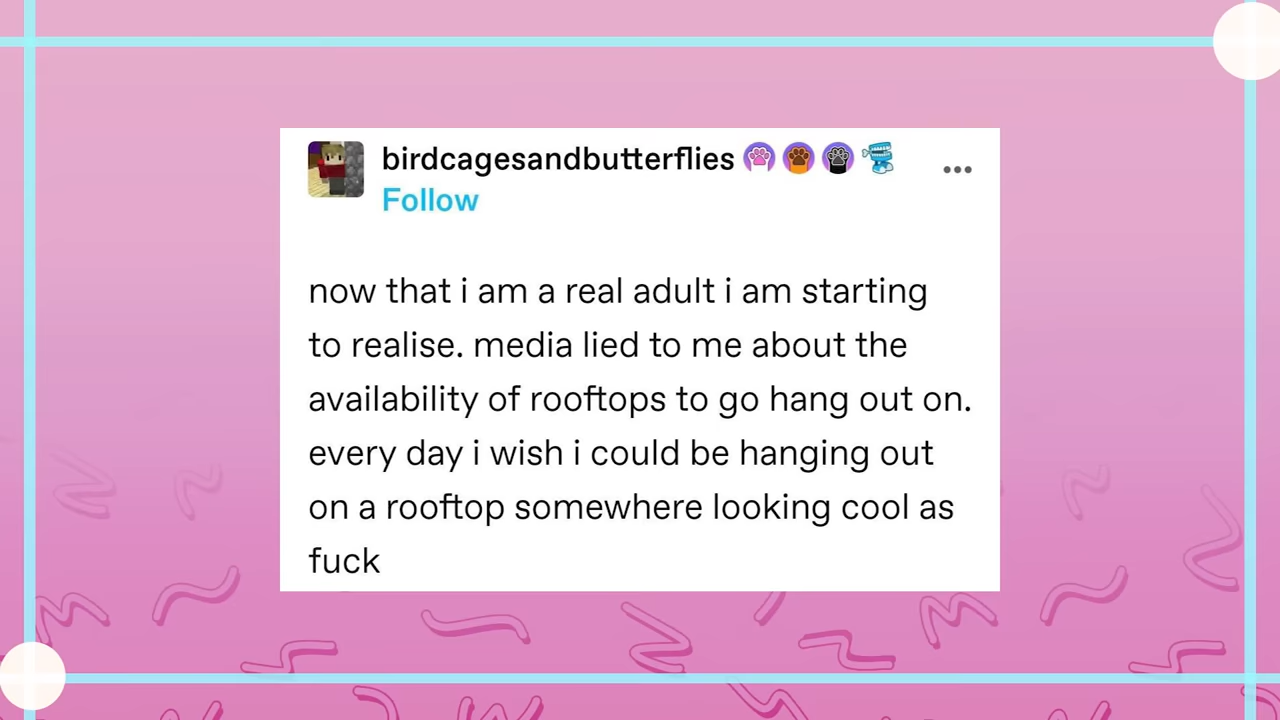 birdcagesandbutterflies
Follow
now that i am a real adult i am starting
to realise. media lied to me about the
availability of rooftops to go hang out on.
every day i wish i could be hanging out
on a rooftop somewhere looking cool as
fuck